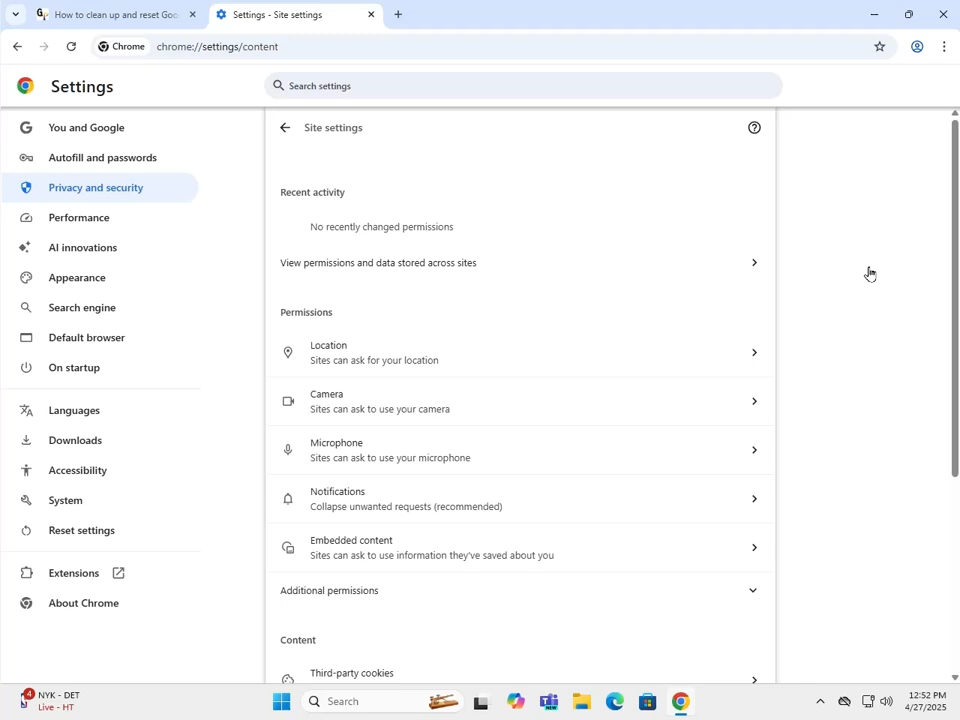 How to clean up and reset Goo
Settings - Site settings
Chrome
chrome://settings/content
Settings
Search settings
You and Google
Autofill and passwords
Privacy and security
Performance
AI innovations
Appearance
Search engine
Default browser
On startup
Languages
Downloads
Accessibility
System
Reset settings
Extensions
About Chrome
Site settings
Recent activity
No recently changed permissions
View permissions and data stored across sites
Permissions
Location
Sites can ask for your location
Camera
Sites can ask to use your camera
Microphone
Sites can ask to use your microphone
Notifications
Collapse unwanted requests (recommended)
Embedded content
Sites can ask to use information they've saved about you
Additional permissions
Content
Third-party cookies
4
NYK - DET
Live - HT
Search
NEW
12:52 PM
4/27/2025